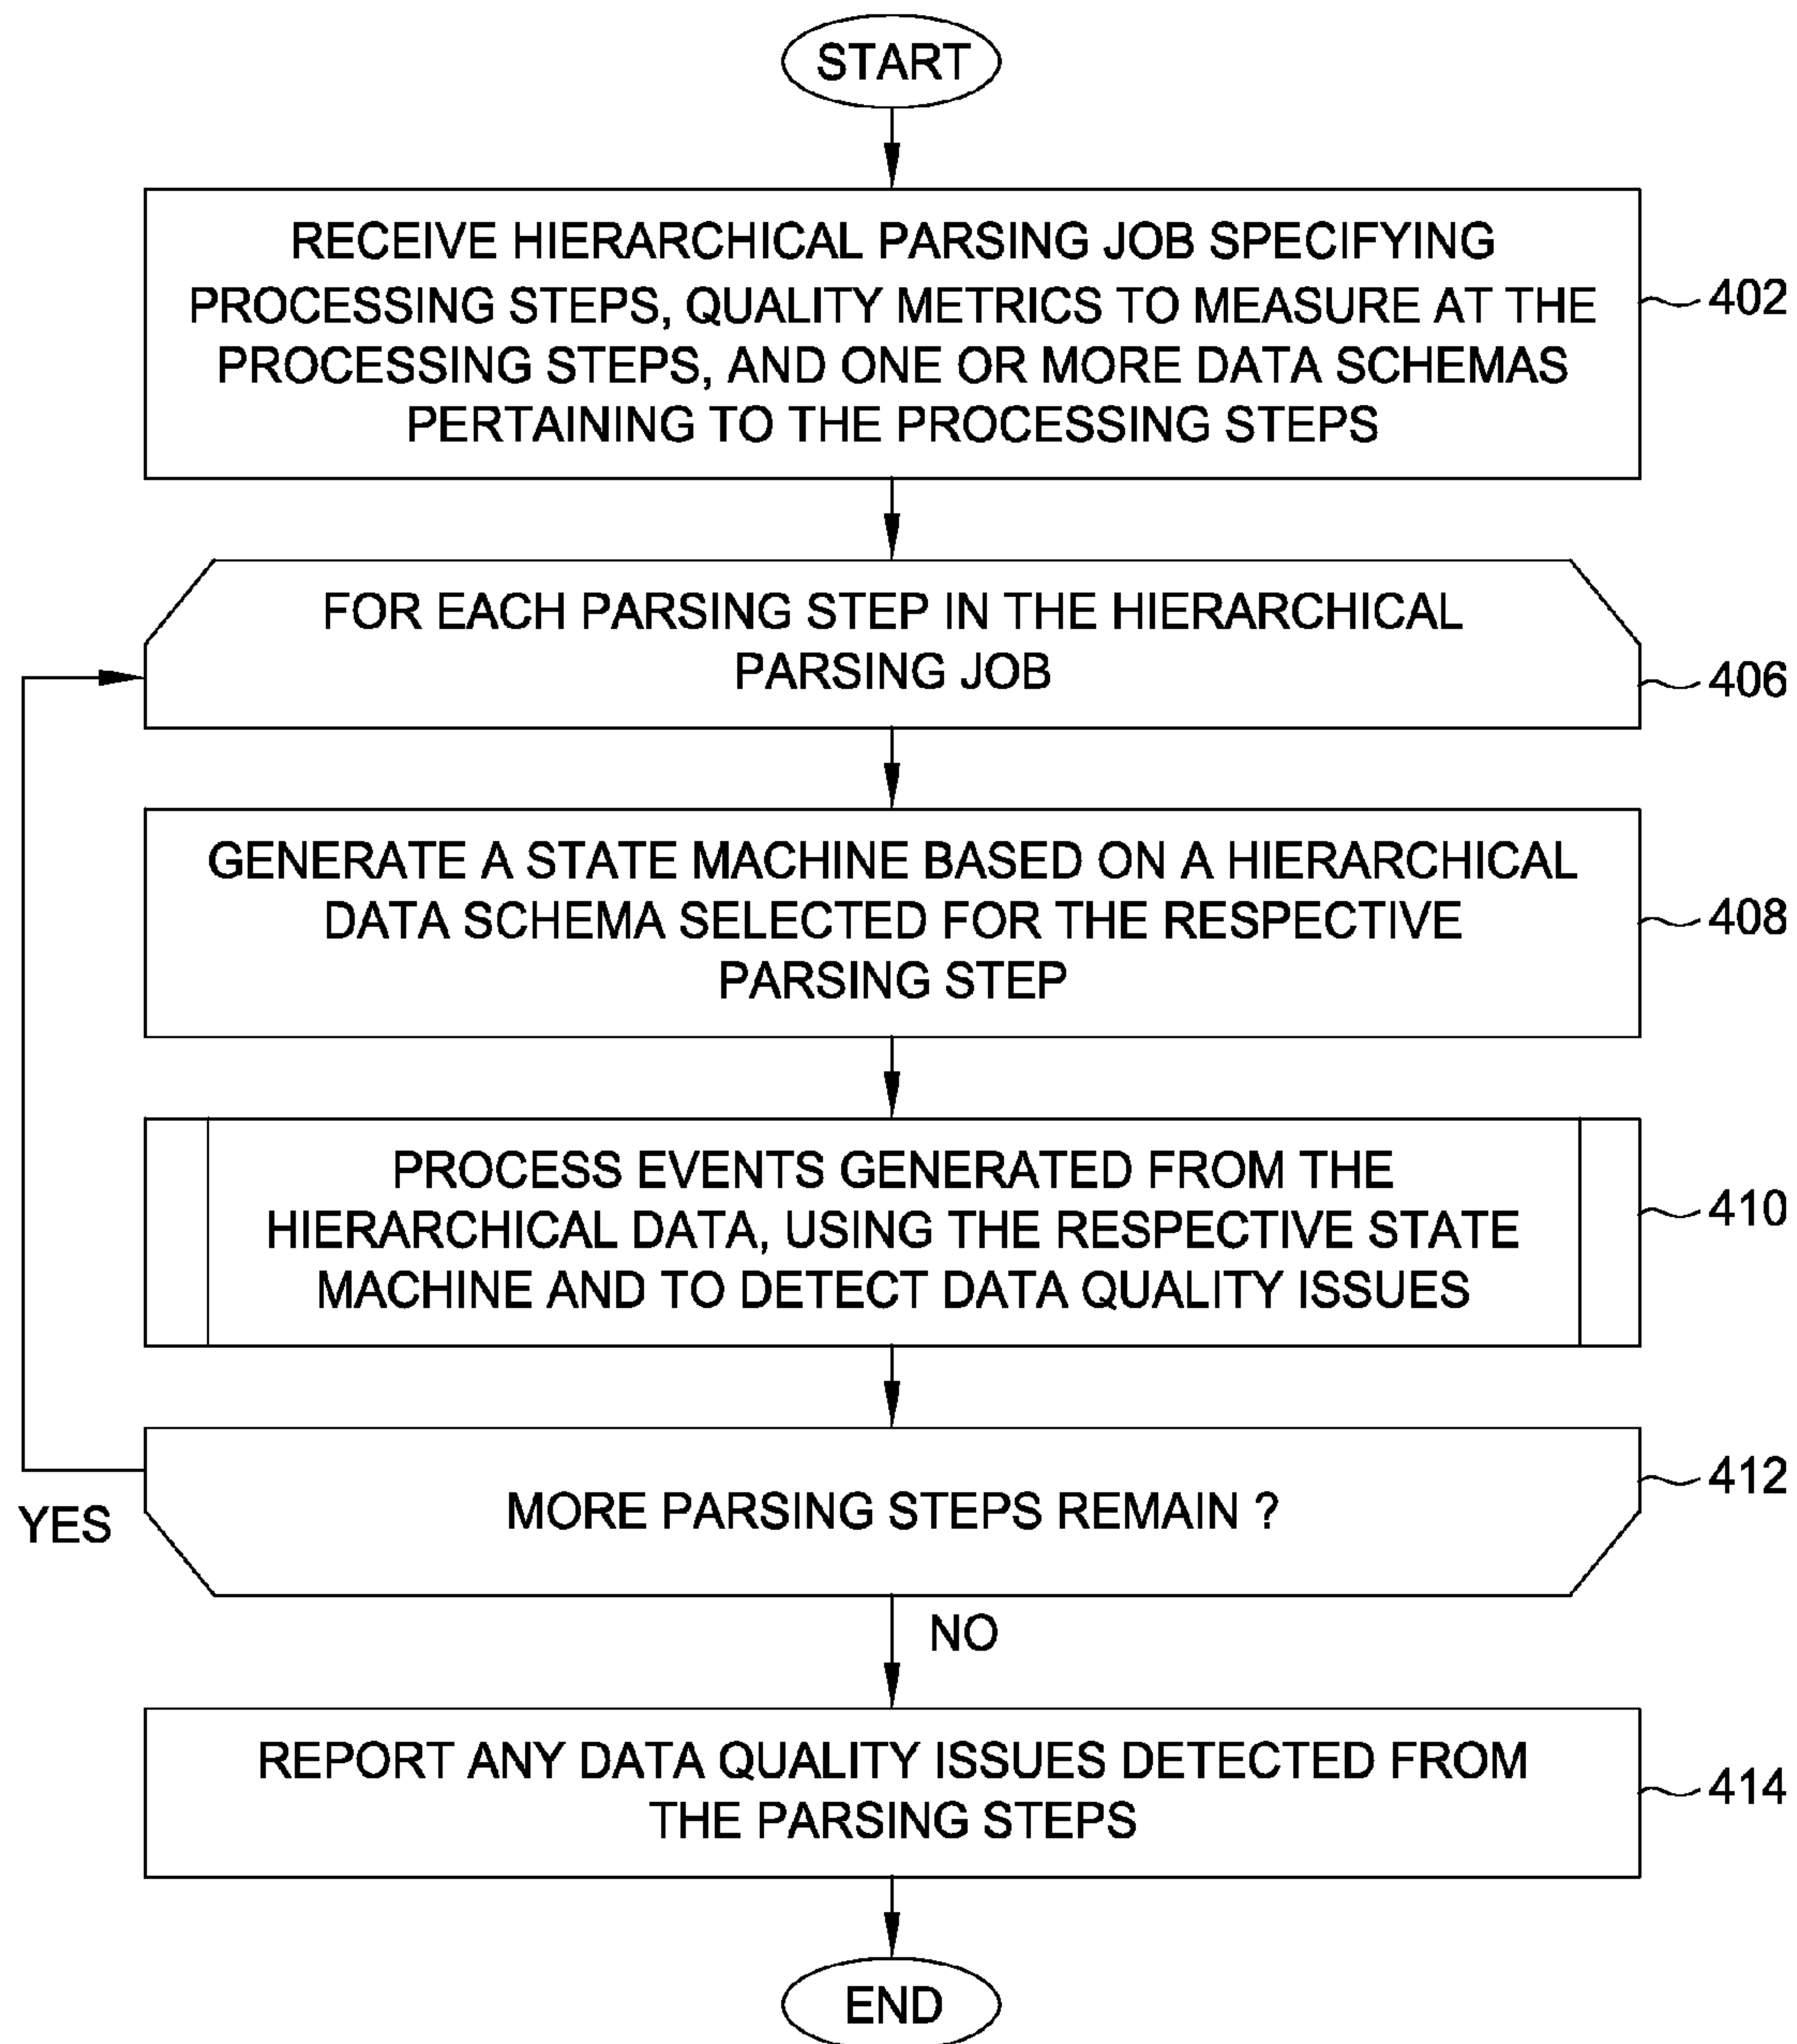 START
RECEIVE HIERARCHICAL PARSING JOB SPECIFYING
PROCESSING STEPS, QUALITY METRICS TO MEASURE AT THE
PROCESSING STEPS, AND ONE OR MORE DATA SCHEMAS
PERTAINING TO THE PROCESSING STEPS
402
FOR EACH PARSING STEP IN THE HIERARCHICAL
PARSING JOB
406
GENERATE A STATE MACHINE BASED ON A HIERARCHICAL
DATA SCHEMA SELECTED FOR THE RESPECTIVE
PARSING STEP
408
PROCESS EVENTS GENERATED FROM THE
HIERARCHICAL DATA, USING THE RESPECTIVE STATE
MACHINE AND TO DETECT DATA QUALITY ISSUES
410
MORE PARSING STEPS REMAIN ?
412
YES
NO
REPORT ANY DATA QUALITY ISSUES DETECTED FROM
THE PARSING STEPS
414
END